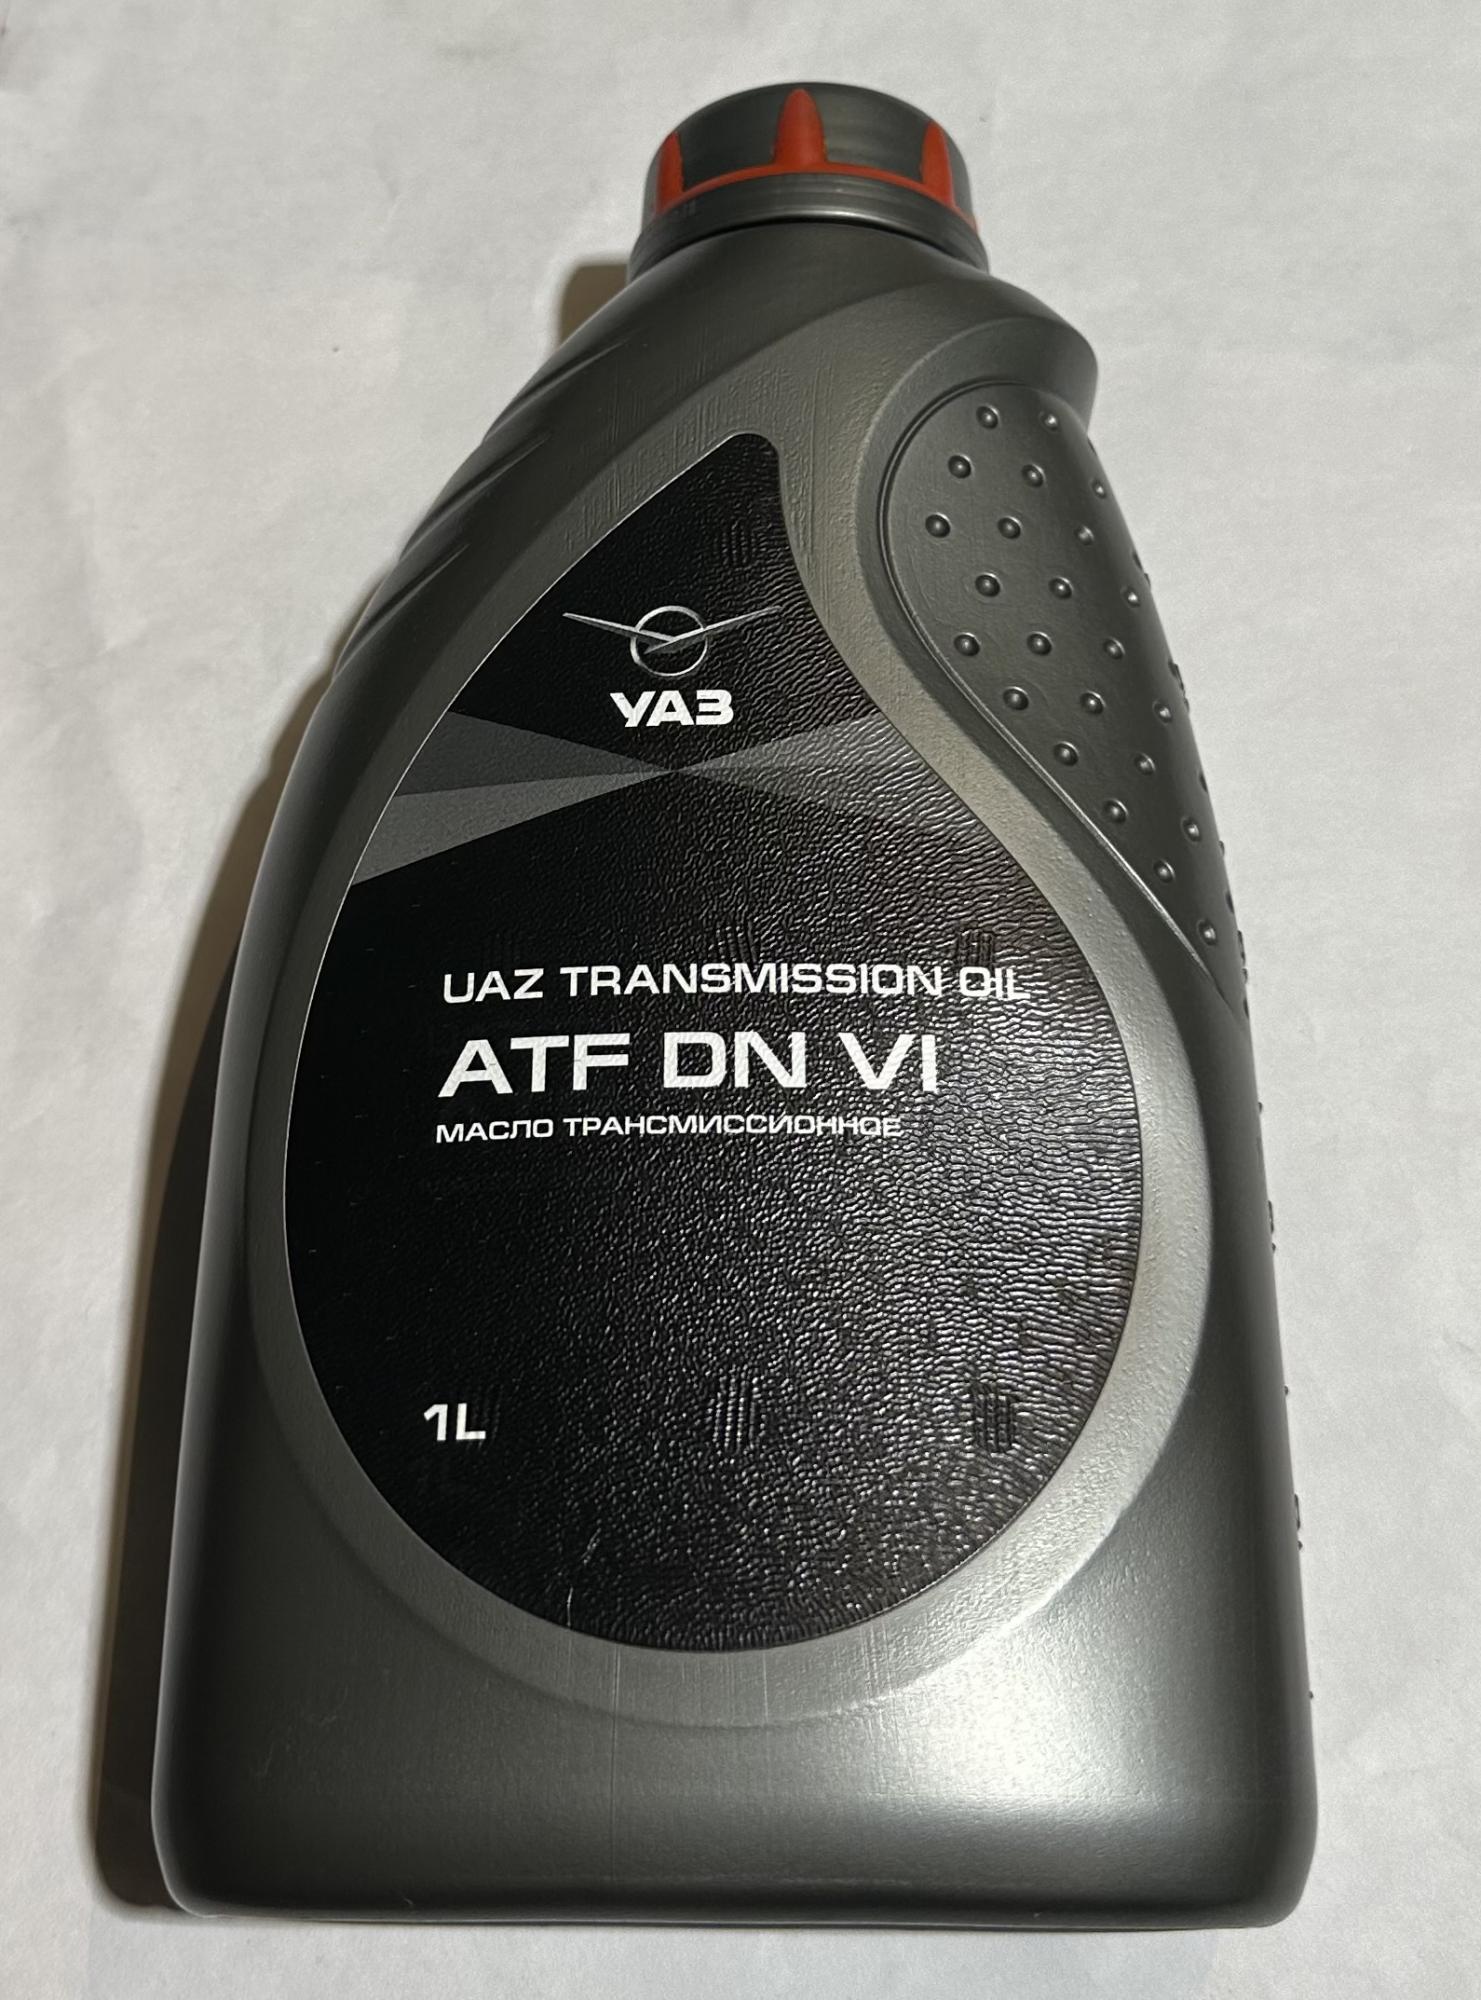 УАЗ
UAZ TRANSMISSION OIL
ATF DN VI
МАСЛО ТРАНСМИССИОННОЕ
1L